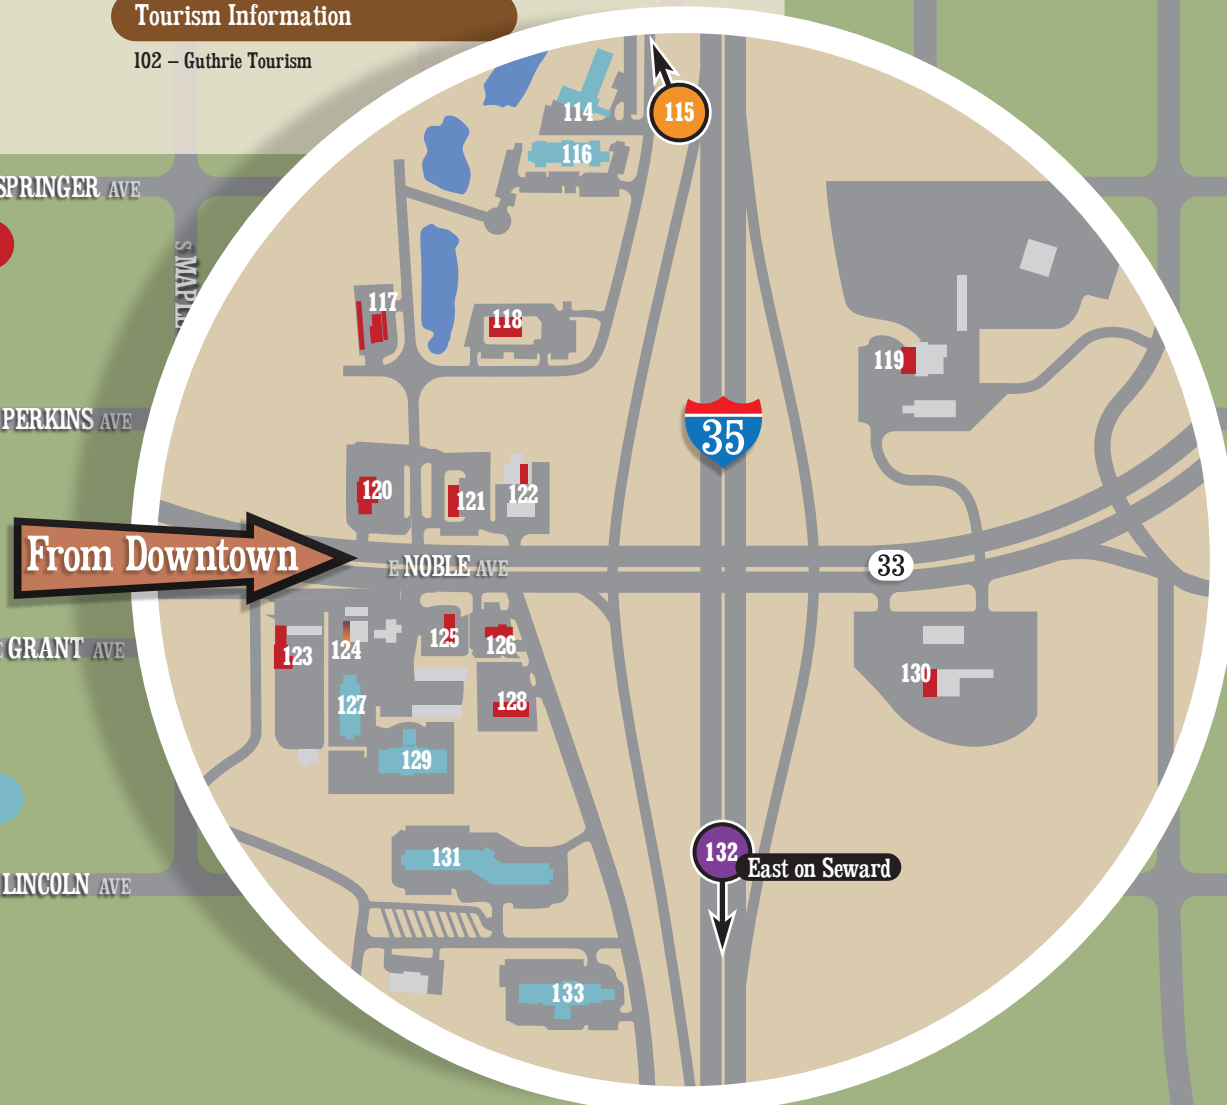 Tourism Information
102 – Guthrie Tourism
114
115
116
SPRINGER AVE
S MAPLE
117
118
119
PERKINS AVE
35
120
121
122
From Downtown
E NOBLE AVE
33
123
124
125
126
E GRANT AVE
130
127
128
129
131
132
East on Seward
LINCOLN AVE
133